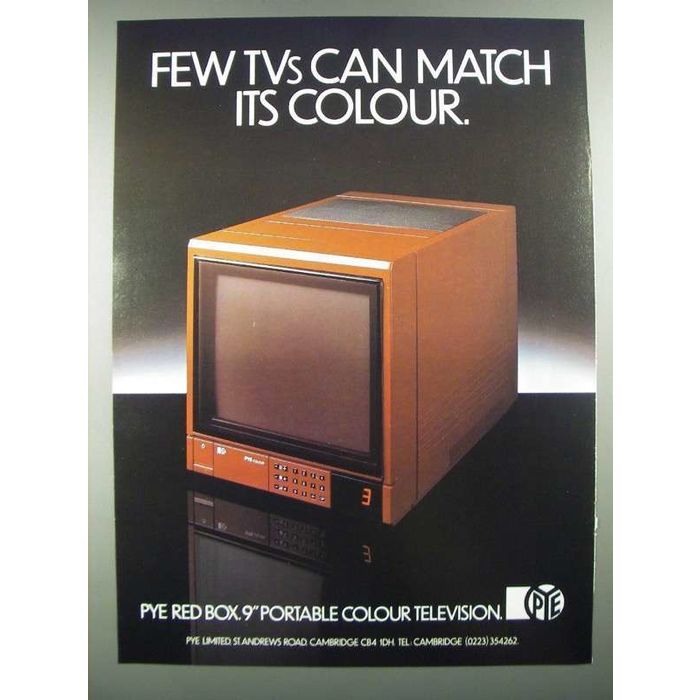 FEW TVs CAN MATCH
ITS COLOUR.
PYE
3
PYE RED BOX. 9" PORTABLE COLOUR TELEVISION.
PYE
PYE LIMITED, ST. ANDREWS ROAD, CAMBRIDGE CB4 1DH. TEL: CAMBRIDGE (0223) 354262.